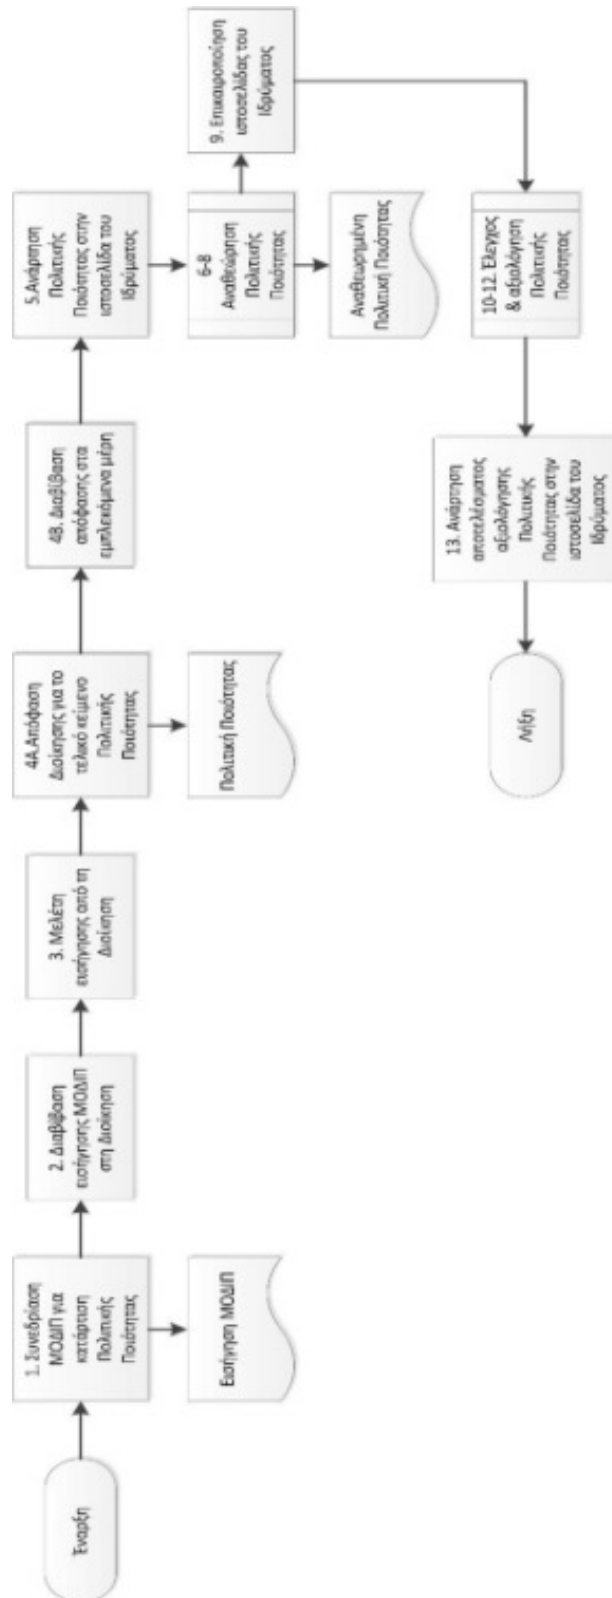 Έναρξη
1. Συνεδρίαση
ΜΟΔΙΠ για
κατάρτιση
Πολιτικής
Ποιότητας
Εισήγηση ΜΟΔΙΠ
2. Διαβίβαση
εισήγησης ΜΟΔΙΠ
στη Διοίκηση
3. Μελέτη
εισήγησης από τη
Διοίκηση
4Α.Απόφαση
Διοίκησης για το
τελικό κείμενο
Πολιτικής
Ποιότητας
Πολιτική Ποιότητας
4Β. Διαβίβαση
απόφασης στα
εμπλεκόμενα μέρη
5.Ανάρτηση
Πολιτικής
Ποιότητας στην
ιστοσελίδα του
Ιδρύματος
6-8
Αναθεώρηση
Πολιτικής
Ποιότητας
Αναθεωρημένη
Πολιτική Ποιότητας
9. Επικαιροποίηση
ιστοσελίδας του
Ιδρύματος
10-12. Έλεγχος
& αξιολόγηση
Πολιτικής
Ποιότητας
13. Ανάρτηση
αποτελέσματος
αξιολόγησης
Πολιτικής
Ποιότητας στην
ιστοσελίδα του
Ιδρύματος
Λήξη